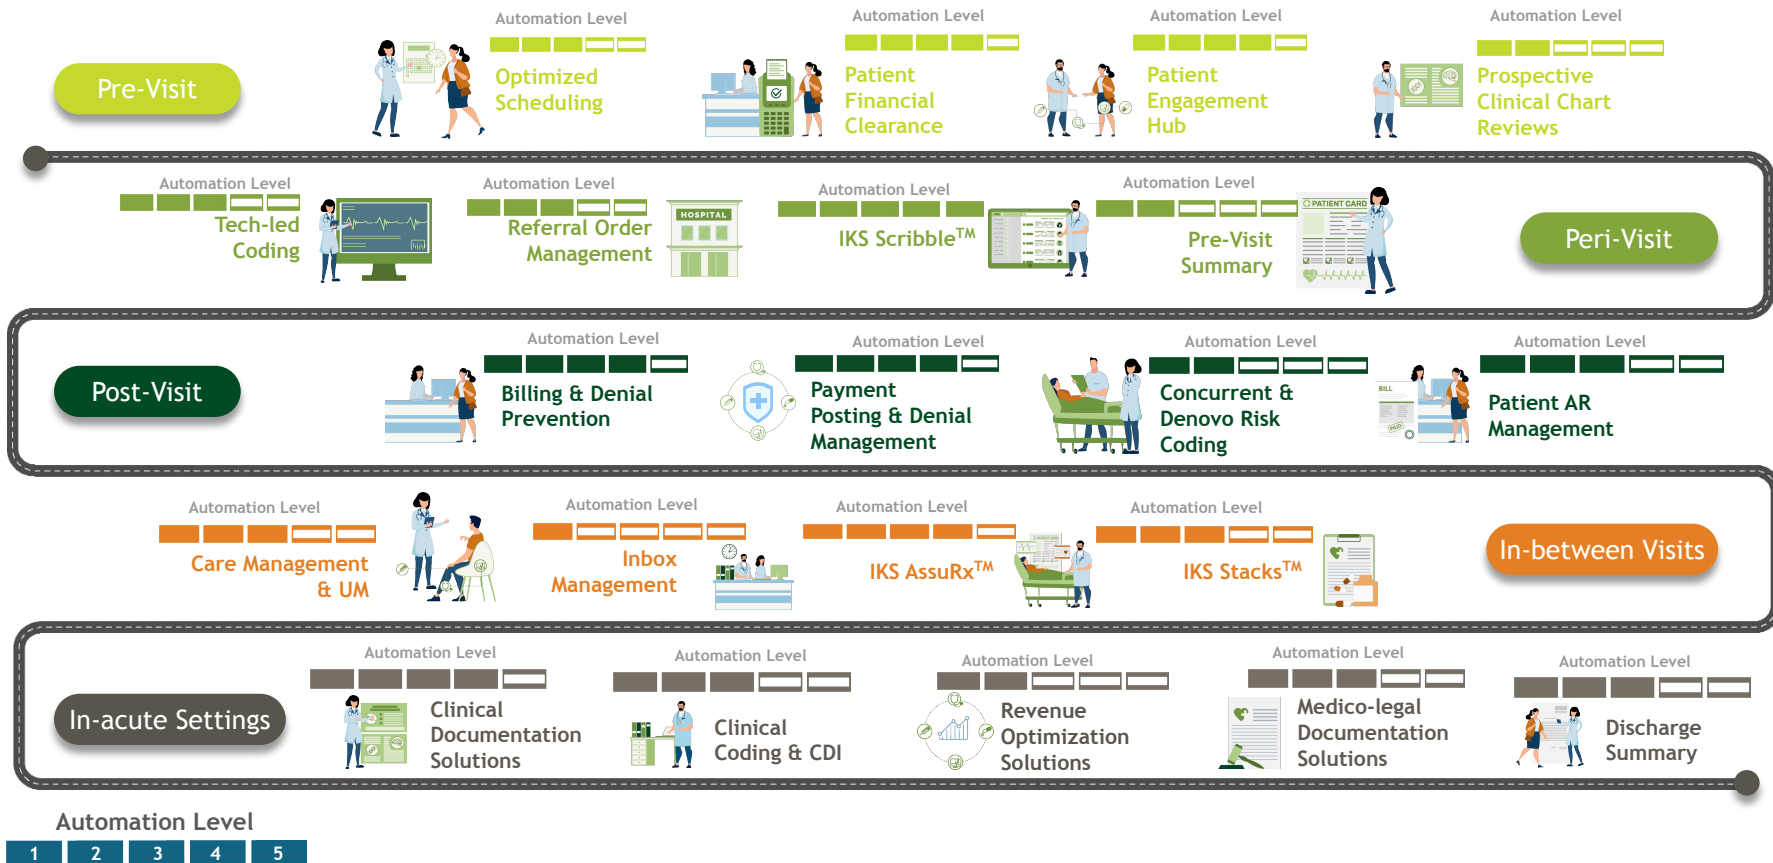 Pre-Visit
Automation Level
Optimized
Scheduling
Automation Level
Patient
Financial
Clearance
Automation Level
Patient
Engagement
Hub
Automation Level
Prospective
Clinical Chart
Reviews
Automation Level
Tech-led
Coding
Automation Level
Referral Order
Management
HOSPITAL
Automation Level
IKS Scribble™
Automation Level
Pre-Visit
Summary
PATIENT CARD
Peri-Visit
Post-Visit
Automation Level
Billing & Denial
Prevention
Automation Level
Payment
Posting & Denial
Management
Automation Level
Concurrent &
Denovo Risk
Coding
Automation Level
Patient AR
Management
BILL
PAID
Automation Level
Care Management
& UM
Automation Level
Inbox
Management
Automation Level
IKS AssuRx™
Automation Level
IKS Stacks™
In-between Visits
In-acute Settings
Automation Level
Clinical
Documentation
Solutions
Automation Level
Clinical
Coding & CDI
Automation Level
Revenue
Optimization
Solutions
Automation Level
Medico-legal
Documentation
Solutions
Automation Level
Discharge
Summary
Automation Level
1 2 3 4 5